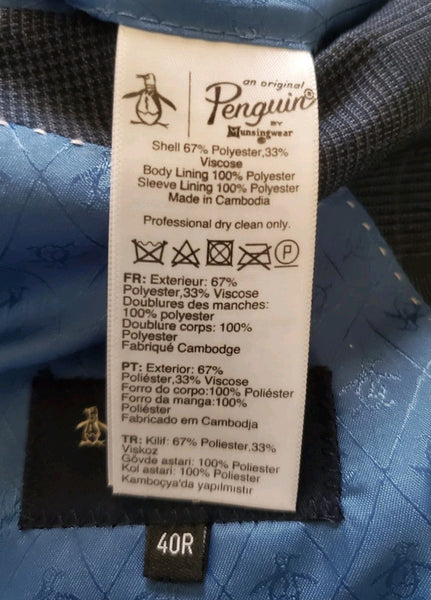 an original
Penguin®
BY
Munsingwear
Shell 67% Polyester,33%
Viscose
Body Lining 100% Polyester
Sleeve Lining 100% Polyester
Made in Cambodia
Professional dry clean only.
P
FR: Exterieur: 67%
Polyester,33% Viscose
Doublures des manches:
100% polyester
Doublure corps: 100%
Polyester
Fabriqué Cambodge
PT: Exterior: 67%
Poliéster,33% Viscose
Forro do corpo:100% Poliéster
Forro da manga:100%
Poliéster
Fabricado em Cambodja
TR: Kilif: 67% Poliester,33%
Viskoz
Gövde astari: 100% Poliester
Kol astari: 100% Poliester
Kamboçya'da yapılmıstır
40R